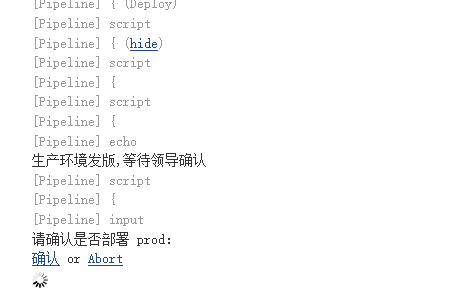 [Pipeline] { (Deploy)
[Pipeline] script
[Pipeline] { (hide)
[Pipeline] script
[Pipeline] {
[Pipeline] script
[Pipeline] {
[Pipeline] echo
生产环境发版,等待领导确认
[Pipeline] script
[Pipeline] {
[Pipeline] input
请确认是否部署 prod:
确认 or Abort